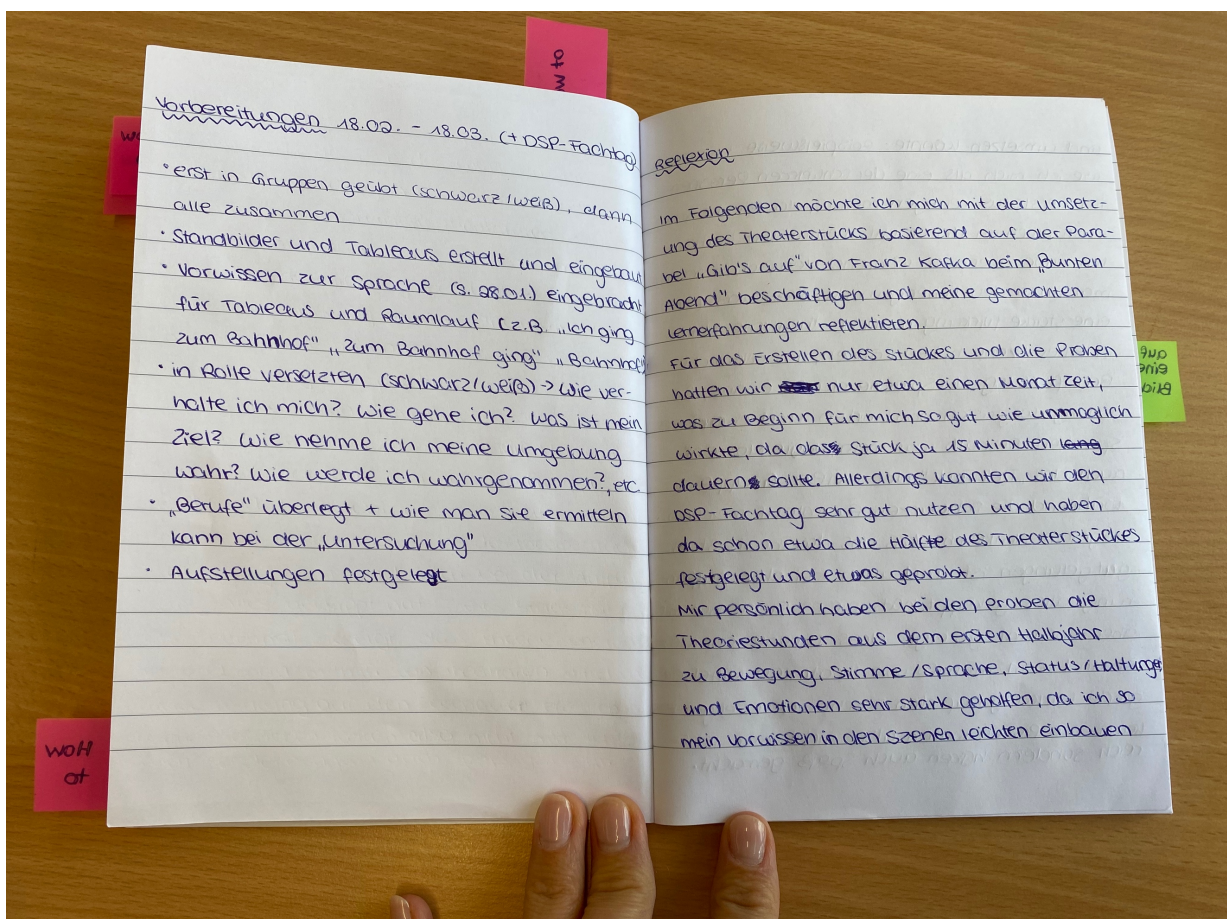 Vorbereitungen 18.02. - 18.03. (+ DSP-Fachtag)
• erst in Gruppen geübt (schwarz/weiß), dann
alle zusammen
• Standbilder und Tableaus erstellt und eingebaut
• Vorwissen zur Sprache (s. 28.01.) eingebracht
für Tableaus und Raumlauf (z.B. „Ich ging
zum Bahnhof" „zum Bahnhof ging" „Bahnhof"
• in Rolle versetzten (schwarz/weiß) -> wie ver-
halte ich mich? wie gehe ich? was ist mein
Ziel? wie nehme ich meine Umgebung
wahr? wie werde ich wahrgenommen?, etc.
• „Berufe" überlegt + wie man sie ermitteln
kann bei der „Untersuchung"
• Aufstellungen festgelegt
Reflexion
Im Folgenden möchte ich mich mit der Umsetz-
ung des Theaterstücks basierend auf der Para-
bel „Gib's auf" von Franz Kafka beim „Bunten
Abend" beschäftigen und meine gemachten
Lernerfahrungen reflektieren.
Für das Erstellen des Stückes und die Proben
hatten wir nur etwa einen Monat Zeit,
was zu Beginn für mich so gut wie unmöglich
wirkte, da das Stück ja 15 Minuten lang
dauern sollte. Allerdings konnten wir den
DSP-Fachtag sehr gut nutzen und haben
da schon etwa die Hälfte des Theaterstückes
festgelegt und etwas geprobt.
Mir persönlich haben bei den Proben die
Theoriestunden aus dem ersten Halbjahr
zu Bewegung, Stimme/Sprache, Status/Haltungen
und Emotionen sehr stark geholfen, da ich so
mein Vorwissen in den Szenen leichten einbauen
w to
woH
ot